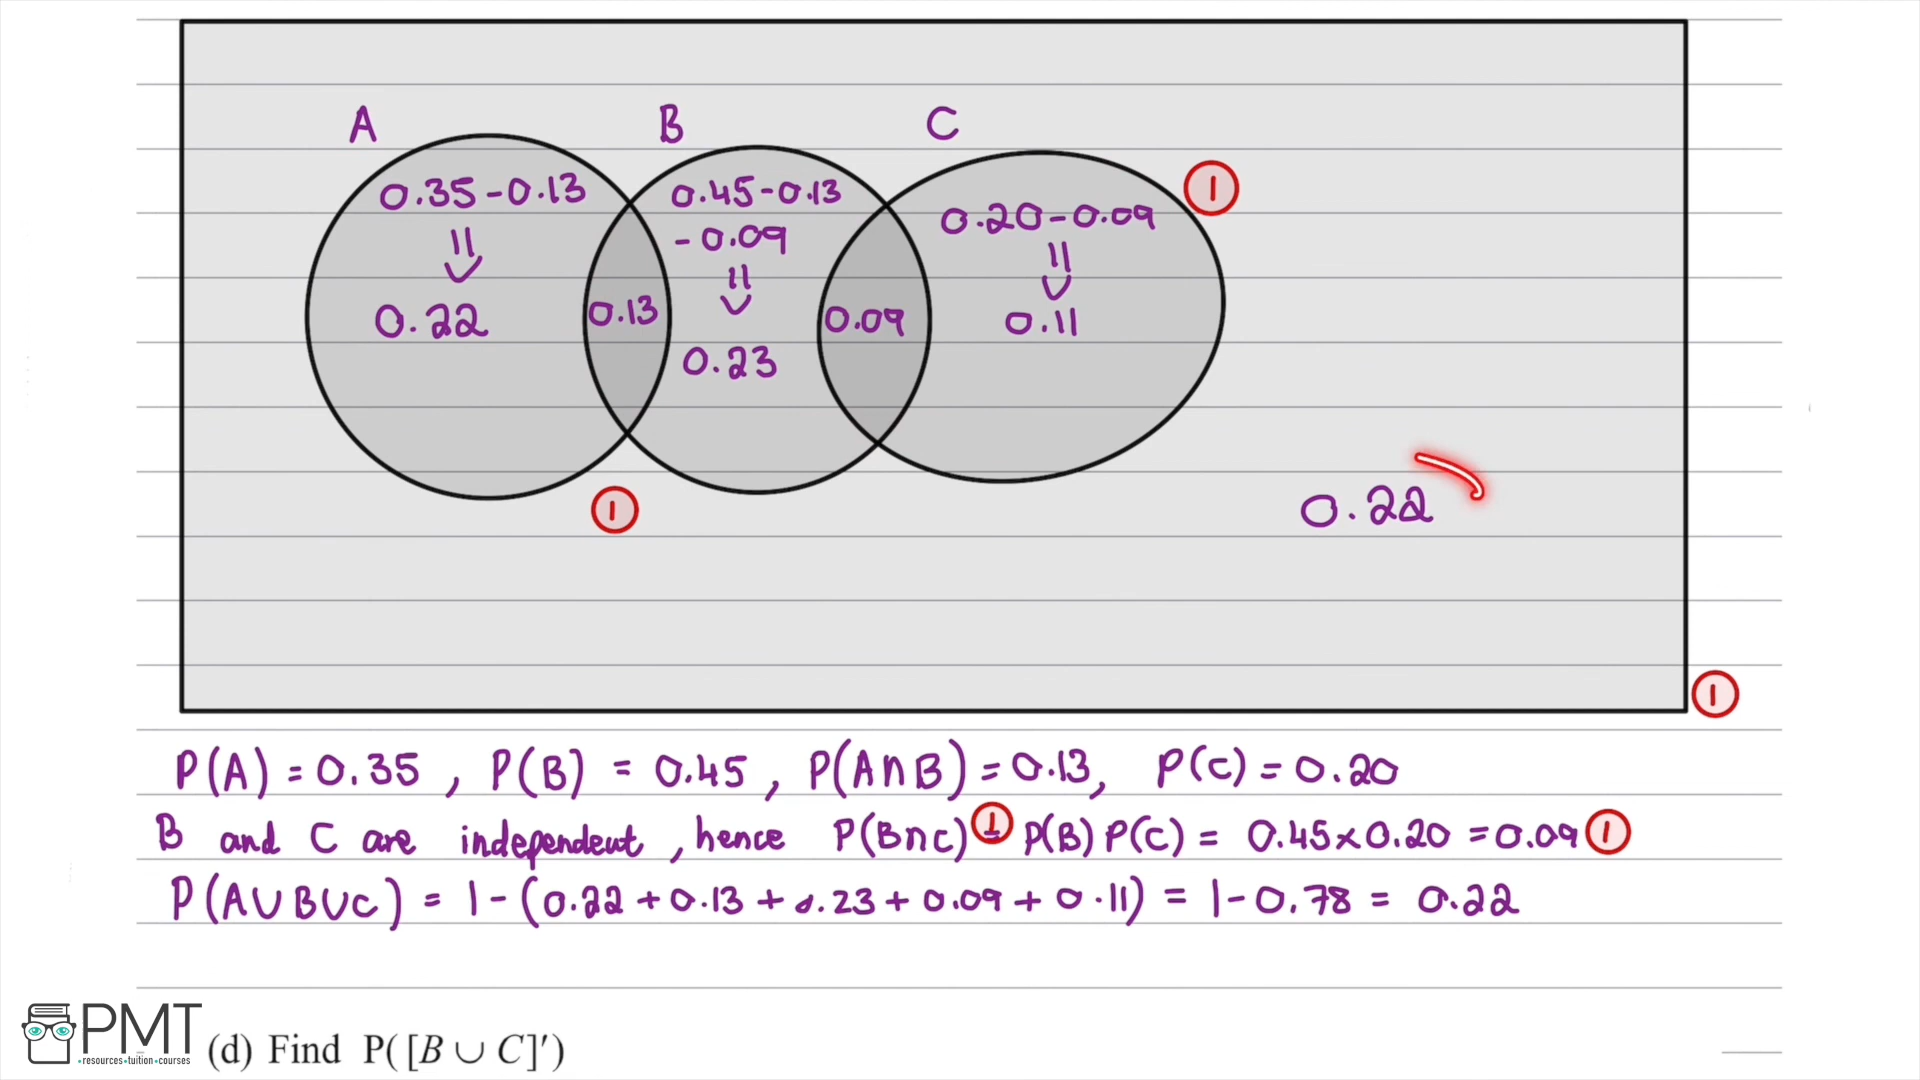 A B C
0.35-0.13 0.45-0.13 0.20-0.09 1
-0.09
0.22 0.13 0.23 0.09 0.11
1 0.22
1
P(A) = 0.35 , P(B) = 0.45 , P(A∩B) = 0.13, P(C) = 0.20
B and C are independent , hence P(B∩C) 1 = P(B) P(C) = 0.45×0.20 = 0.09 1
P(A∪B∪C) = 1-(0.22+0.13+0.23+0.09+0.11) = 1-0.78 = 0.22
PMT
•resources•tuition•courses
(d) Find P([B ∪ C]′)